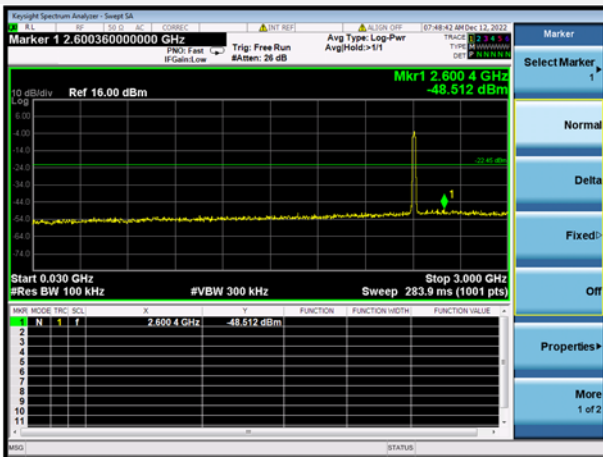 Keysight Spectrum Analyzer - Swept SA
RL RF 50 Ω AC CORREC INT REF ALIGN OFF 07:48:42 AM Dec 12, 2022
Marker 1 2.600360000000 GHz
PNO: Fast
IFGain:Low
Trig: Free Run
#Atten: 26 dB
Avg Type: Log-Pwr
Avg|Hold:>1/1
TRACE 1 2 3 4 5 6
TYPE M WWWWW
DET P N N N N N
Mkr1 2.600 4 GHz
-48.512 dBm
10 dB/div Ref 16.00 dBm
Log
6.00
-4.00
-14.0
-24.0
-34.0
-44.0
-54.0
-64.0
-74.0
-22.45 dBm
1
Start 0.030 GHz
Stop 3.000 GHz
#Res BW 100 kHz
#VBW 300 kHz
Sweep 283.9 ms (1001 pts)
MKR MODE TRC SCL X Y FUNCTION FUNCTION WIDTH FUNCTION VALUE
1 N 1 f 2.600 4 GHz -48.512 dBm
2
3
4
5
6
7
8
9
10
11
MSG
STATUS
Marker
Select Marker
1
Normal
Delta
Fixed
Off
Properties
More
1 of 2